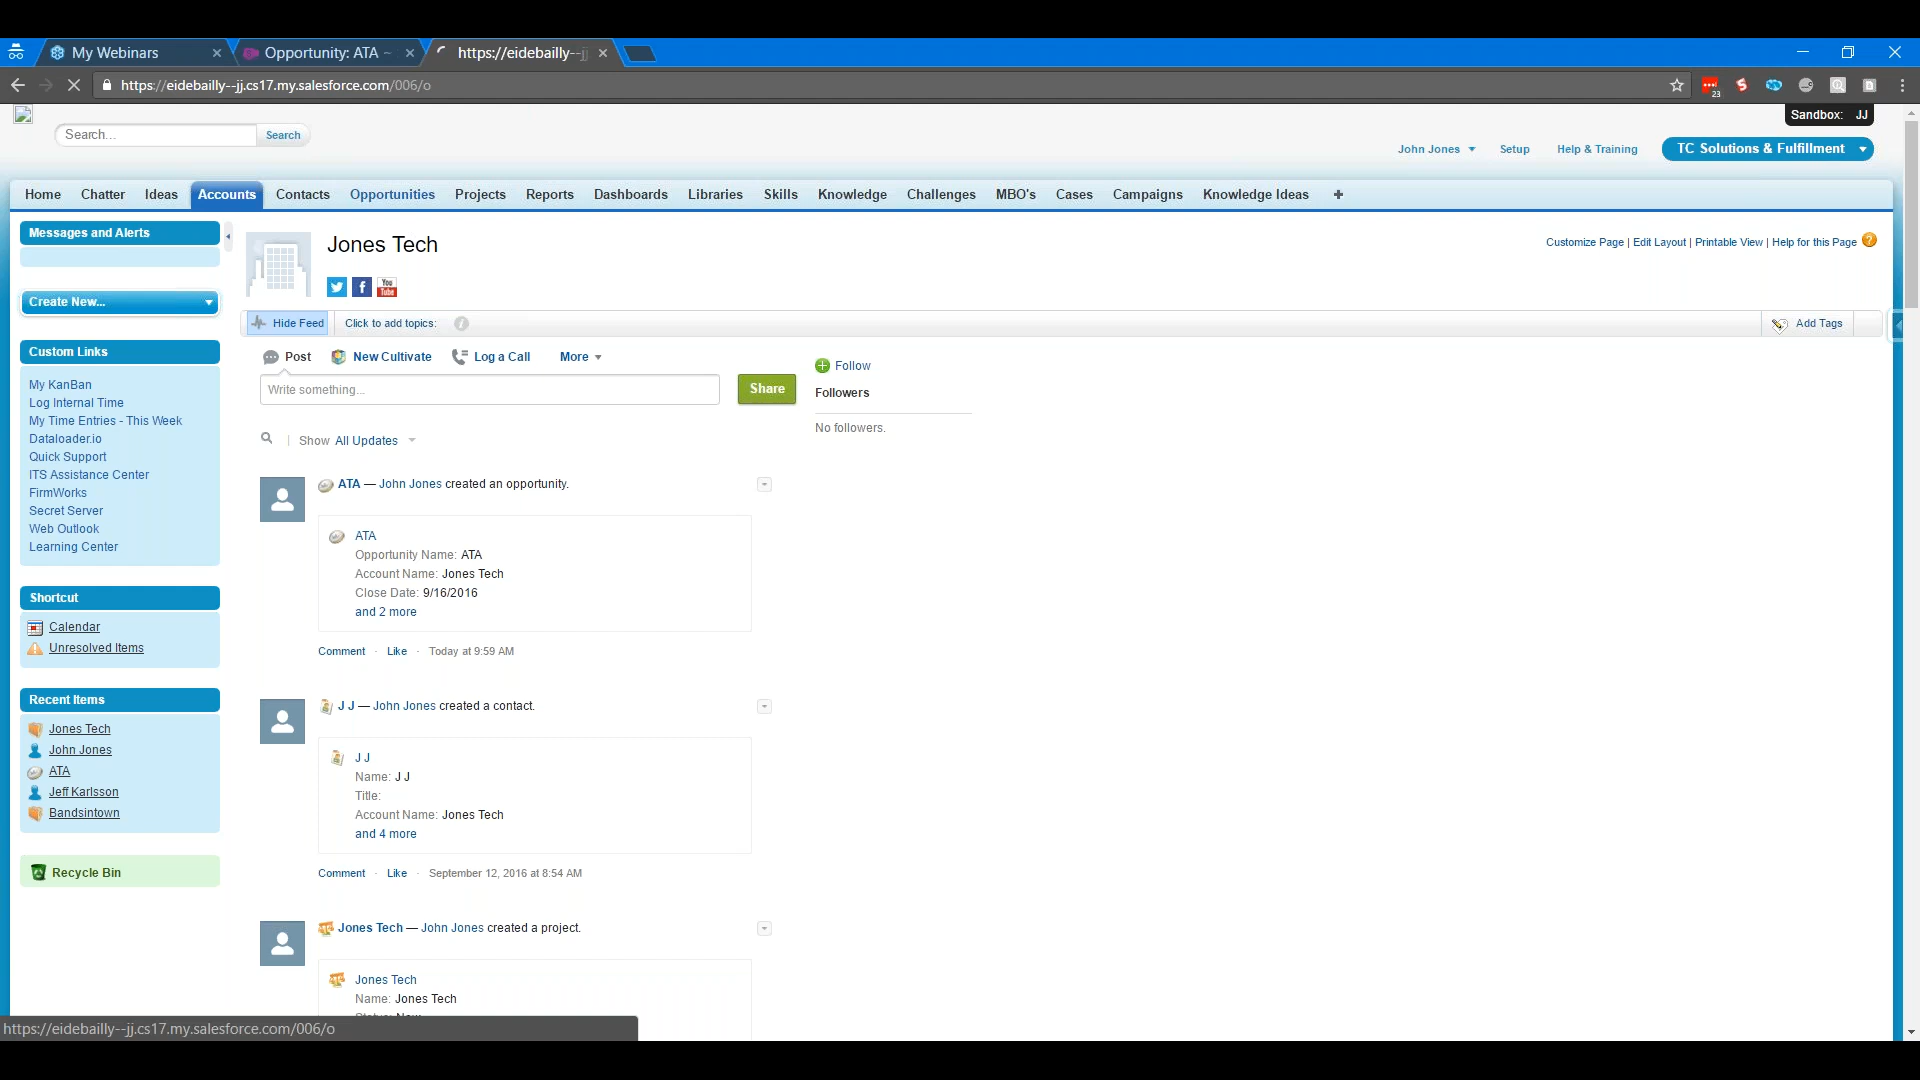 My Webinars
Opportunity: ATA ~
https://eidebailly--jj
https://eidebailly--jj.cs17.my.salesforce.com/006/o
23
Sandbox: JJ
Search...
Search
John Jones
Setup
Help & Training
TC Solutions & Fulfillment
Home
Chatter
Ideas
Accounts
Contacts
Opportunities
Projects
Reports
Dashboards
Libraries
Skills
Knowledge
Challenges
MBO's
Cases
Campaigns
Knowledge Ideas
Messages and Alerts
Create New...
Custom Links
My KanBan
Log Internal Time
My Time Entries - This Week
Dataloader.io
Quick Support
ITS Assistance Center
FirmWorks
Secret Server
Web Outlook
Learning Center
Shortcut
Calendar
Unresolved Items
Recent Items
Jones Tech
John Jones
ATA
Jeff Karlsson
Bandsintown
Recycle Bin
Jones Tech
Customize Page | Edit Layout | Printable View | Help for this Page
You Tube
Hide Feed
Click to add topics:
Add Tags
Post
New Cultivate
Log a Call
More
Write something...
Share
Follow
Followers
No followers.
Show All Updates
ATA — John Jones created an opportunity.
ATA
Opportunity Name: ATA
Account Name: Jones Tech
Close Date: 9/16/2016
and 2 more
Comment · Like · Today at 9:59 AM
J J — John Jones created a contact.
J J
Name: J J
Title:
Account Name: Jones Tech
and 4 more
Comment · Like · September 12, 2016 at 8:54 AM
Jones Tech — John Jones created a project.
Jones Tech
Name: Jones Tech
https://eidebailly--jj.cs17.my.salesforce.com/006/o